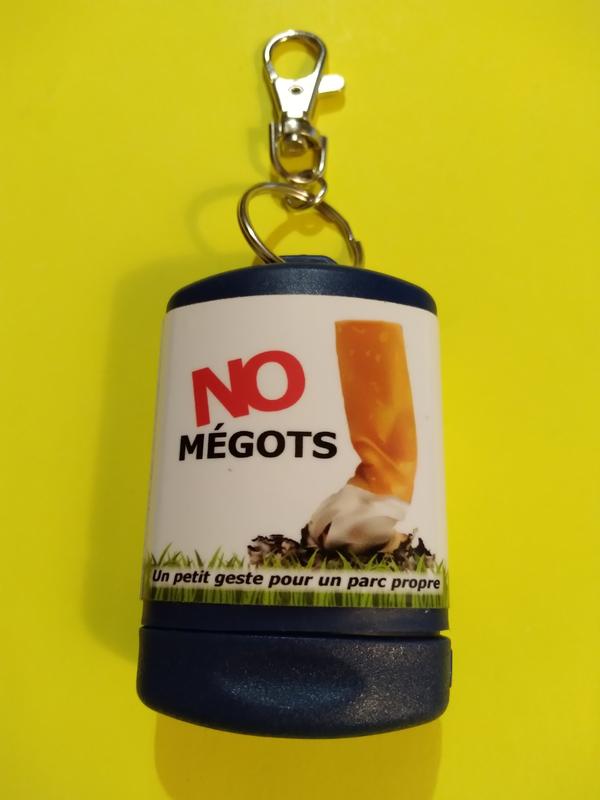 NO
MÉGOTS
Un petit geste pour un parc propre